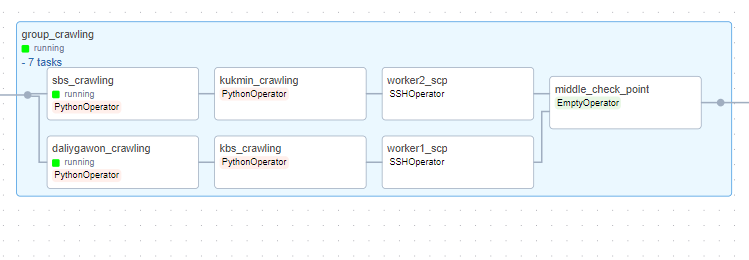 group_crawling
running
- 7 tasks
sbs_crawling
running
PythonOperator
kukmin_crawling
PythonOperator
worker2_scp
SSHOperator
middle_check_point
EmptyOperator
daliygawon_crawling
running
PythonOperator
kbs_crawling
PythonOperator
worker1_scp
SSHOperator